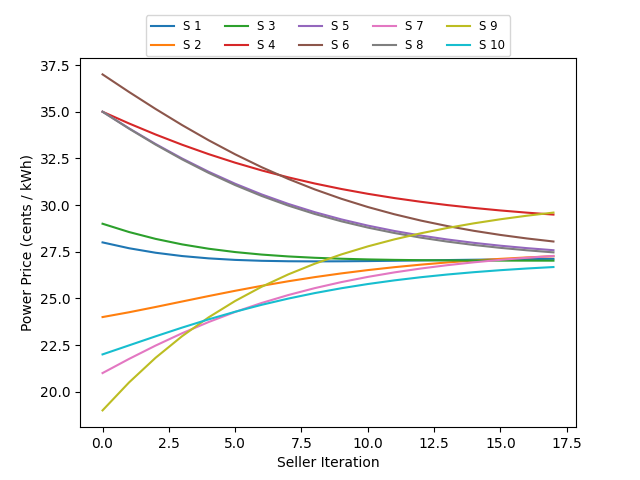 S 1 S 3 S 5 S 7 S 9
S 2 S 4 S 6 S 8 S 10
37.5
35.0
32.5
30.0
27.5
25.0
22.5
20.0
Power Price (cents / kWh)
0.0 2.5 5.0 7.5 10.0 12.5 15.0 17.5
Seller Iteration